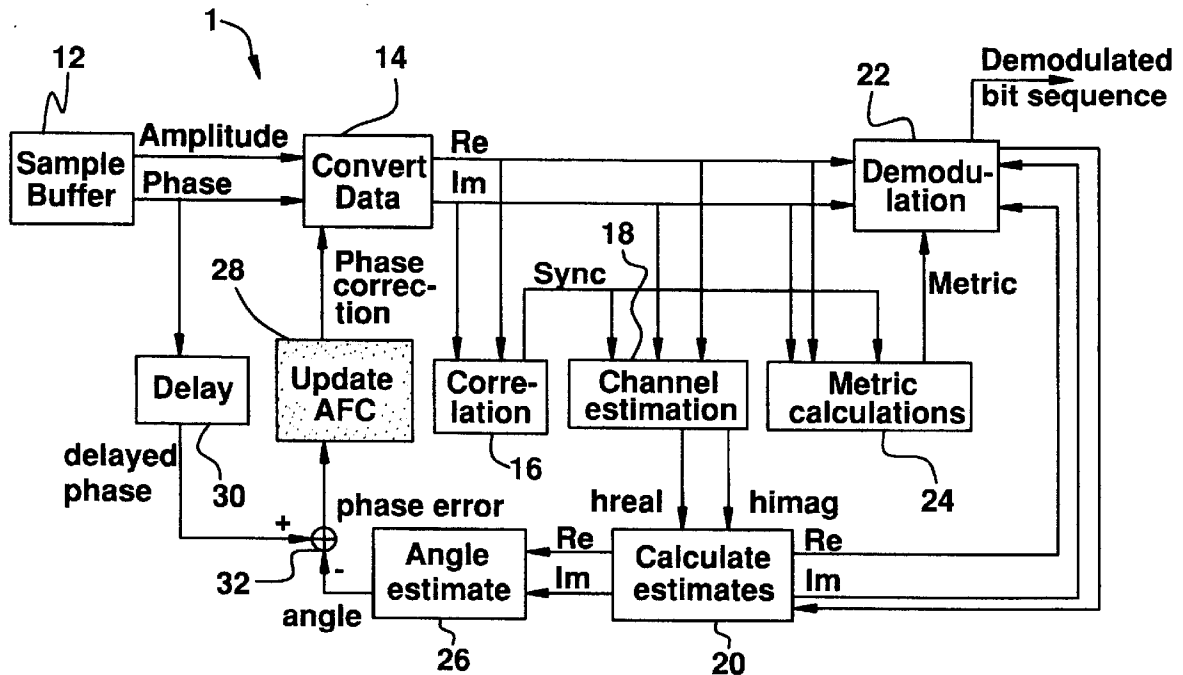 1
12
14
22
Demodulated
bit sequence
Sample
Buffer
Amplitude
Phase
Convert
Data
Re
Im
Demodu-
lation
28
Phase
correc-
tion
Sync
18
Metric
Delay
Update
AFC
Corre-
lation
Channel
estimation
Metric
calculations
delayed
phase
30
16
24
hreal
himag
phase error
+
-
32
angle
Angle
estimate
Re
Im
Calculate
estimates
Re
Im
26
20